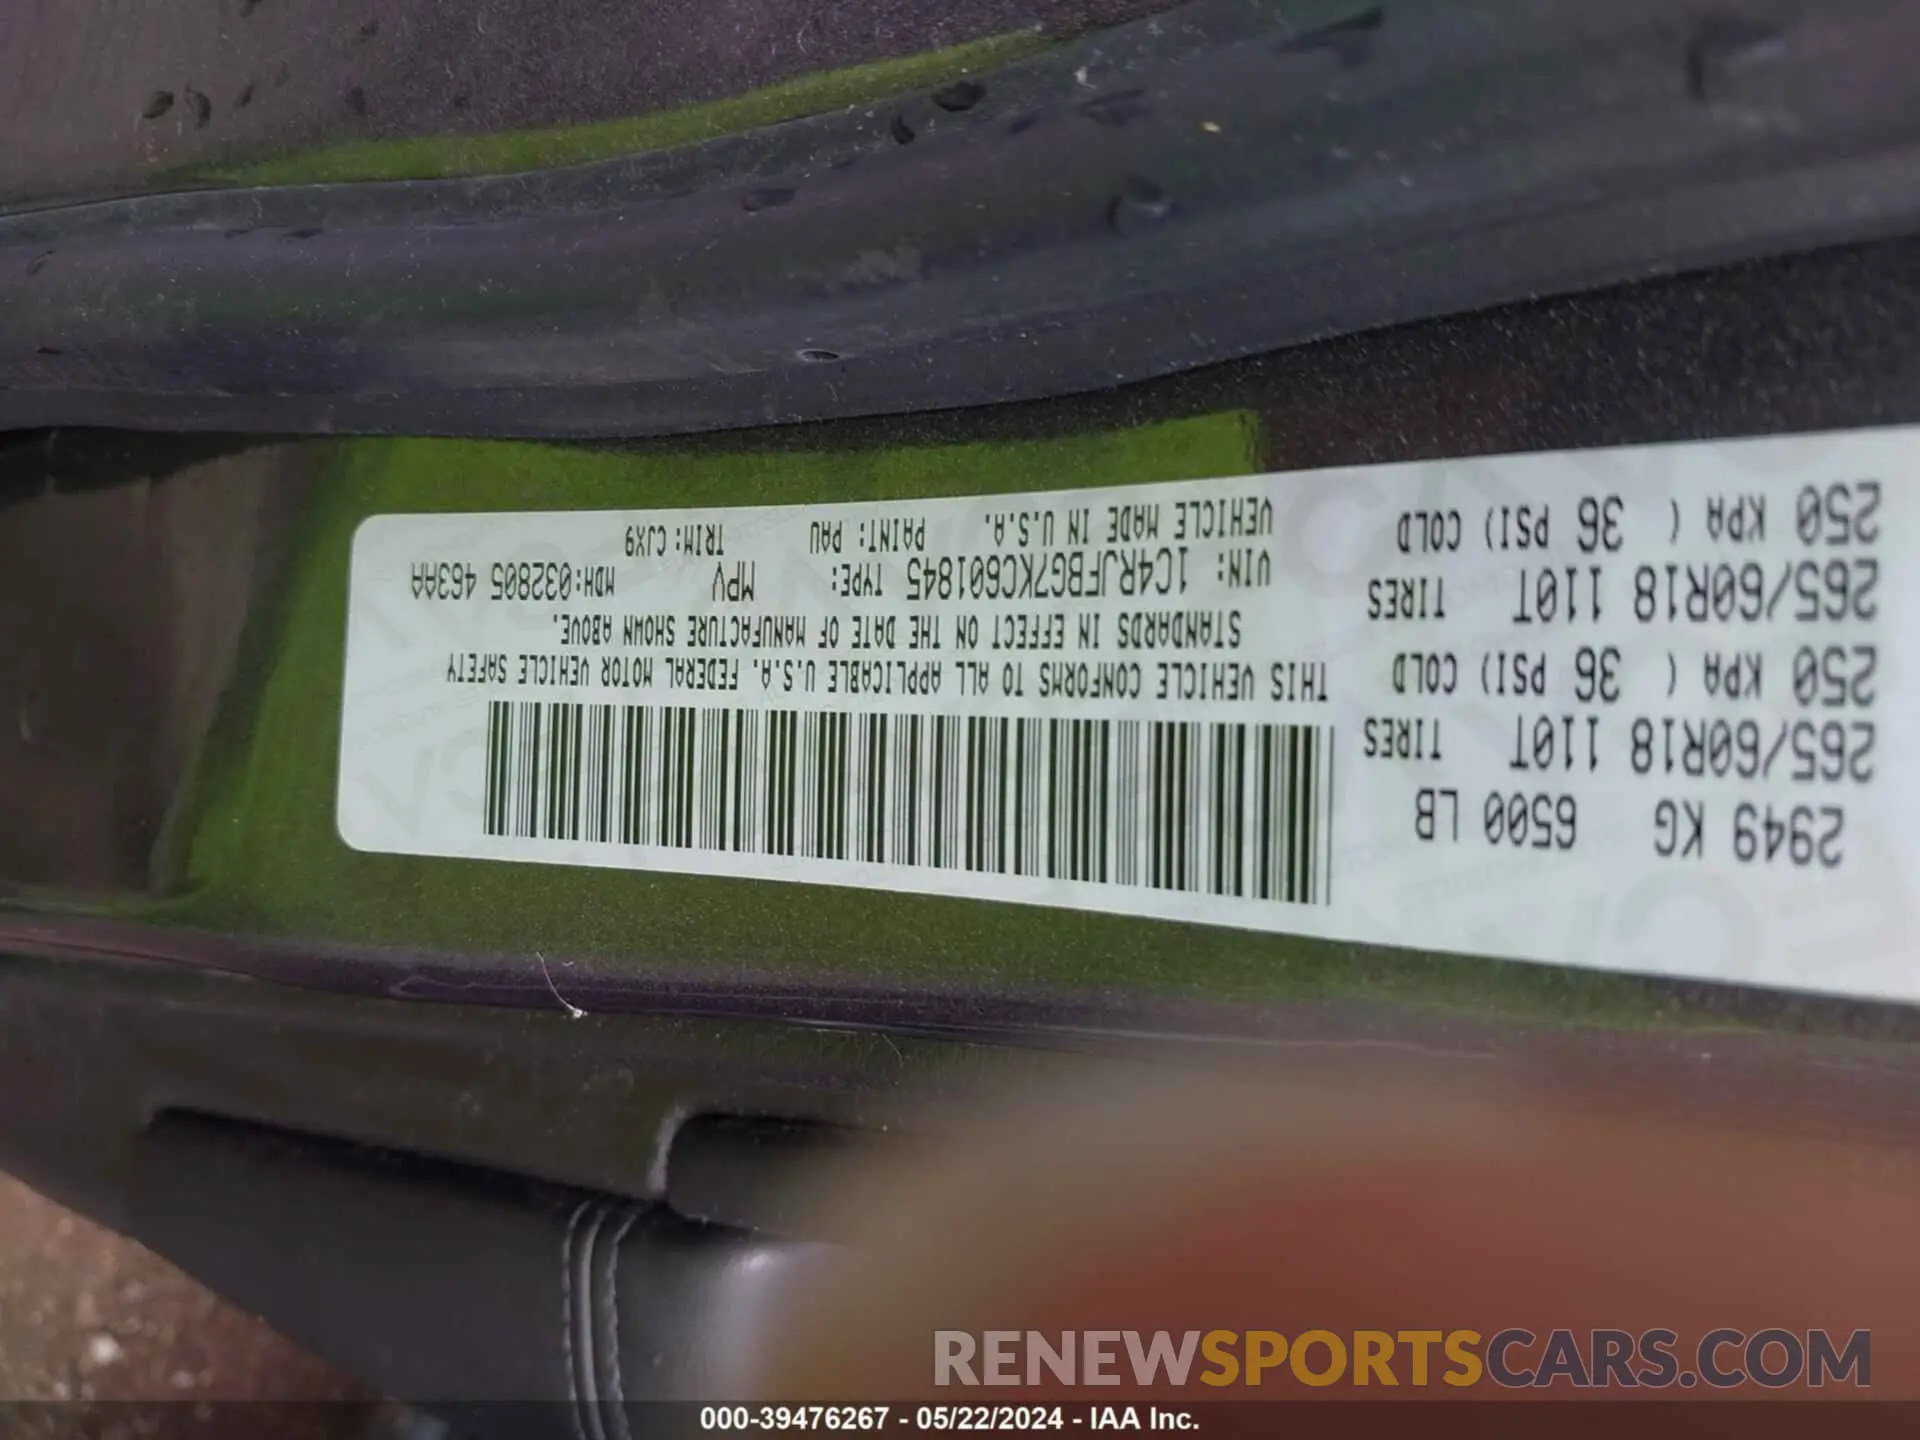 2949 KG 6500 LB
265/60R18 110T TIRES
250 KPA ( 36 PSI) COLD
265/60R18 110T TIRES
250 KPA ( 36 PSI) COLD
THIS VEHICLE CONFORMS TO ALL APPLICABLE U.S.A. FEDERAL MOTOR VEHICLE SAFETY
STANDARDS IN EFFECT ON THE DATE OF MANUFACTURE SHOWN ABOVE.
VIN: 1C4RJFBG7KC601845 TYPE: MPV MDH:032805 463AA
VEHICLE MADE IN U.S.A. PAINT: PAU TRIM: CJX9
RENEWSPORTSCARS.COM
000-39476267 - 05/22/2024 - IAA Inc.